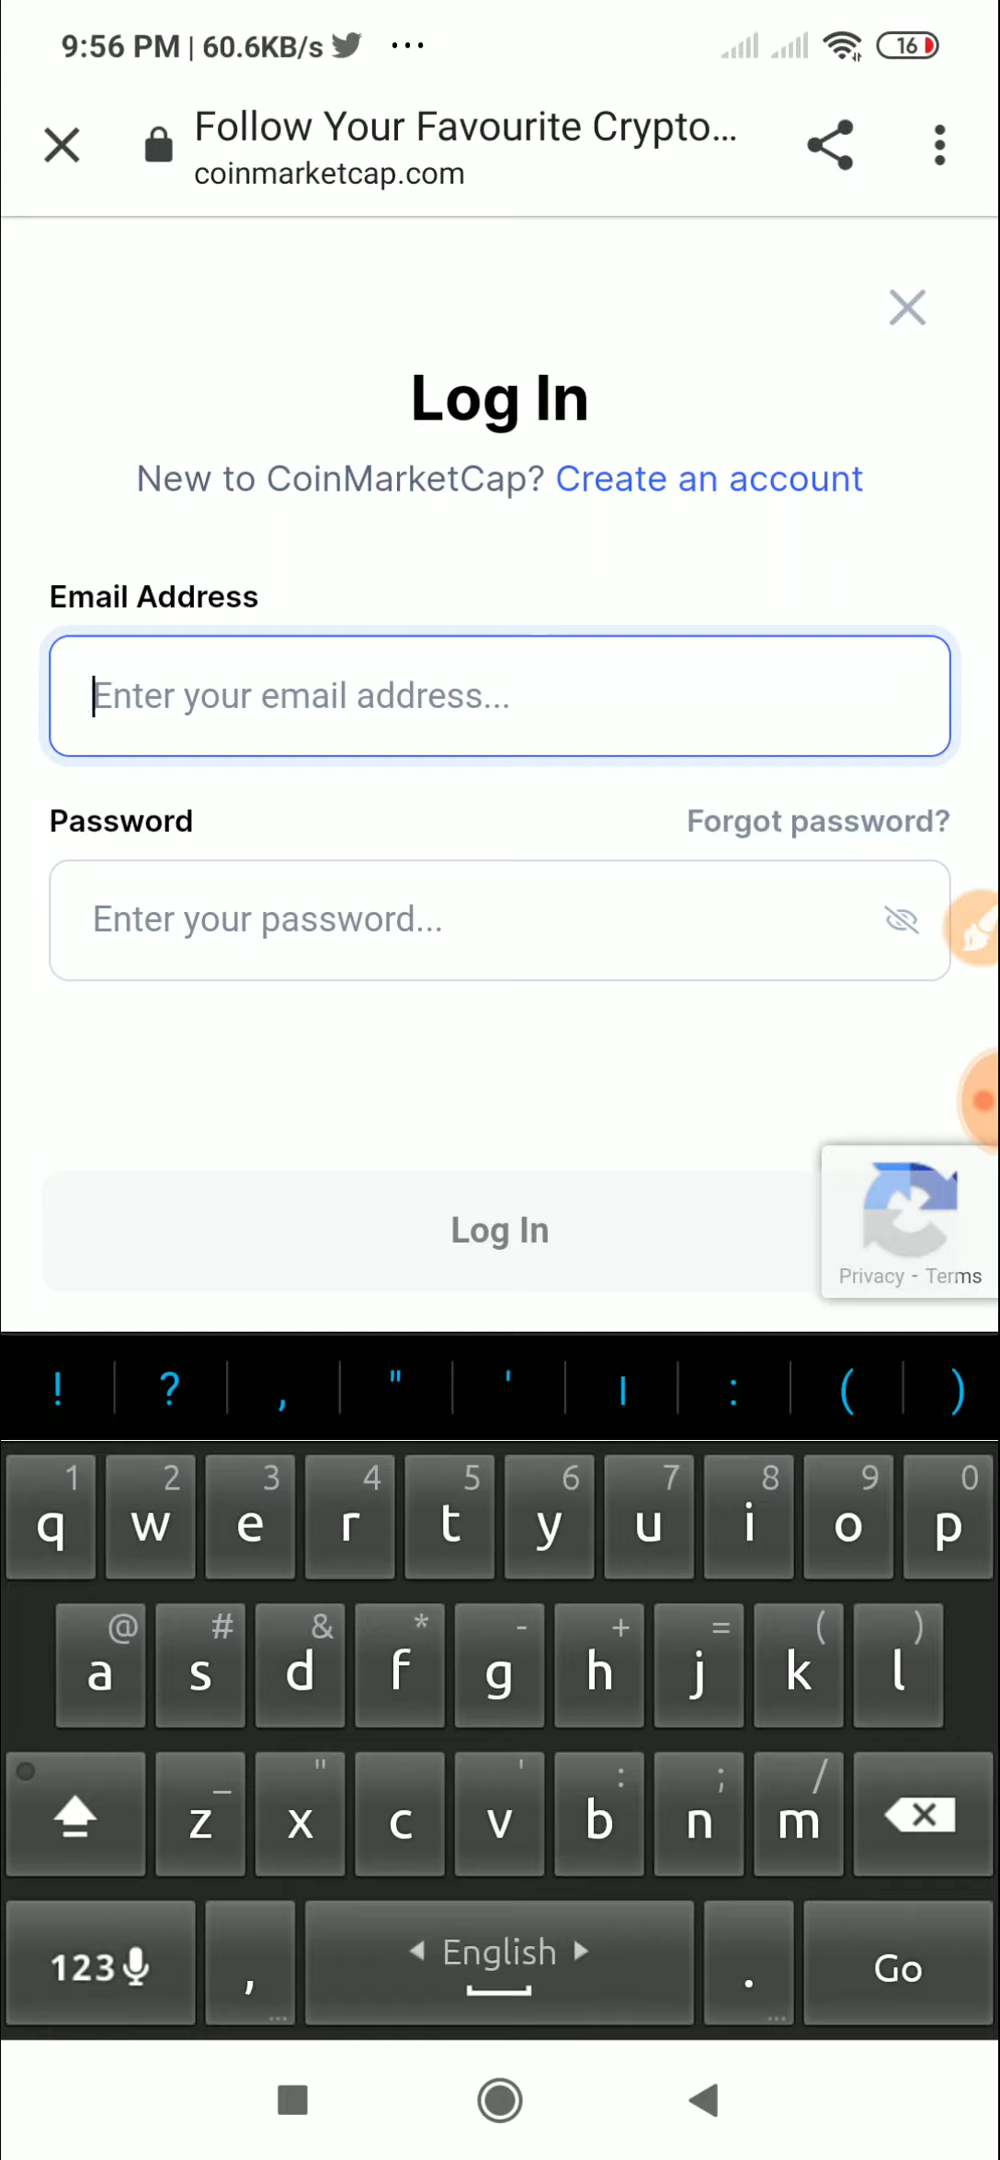 9:56 PM | 60.6KB/s ... 16
Follow Your Favourite Crypto...
coinmarketcap.com
Log In
New to CoinMarketCap? Create an account
Email Address
Enter your email address...
Password Forgot password?
Enter your password...
Log In
Privacy - Terms
! ? , " ' | : ( )
1 2 3 4 5 6 7 8 9 0
q w e r t y u i o p
@ # & * - + = ( )
a s d f g h j k l
_ " ' : ; /
z x c v b n m
123 , English . Go
... ...